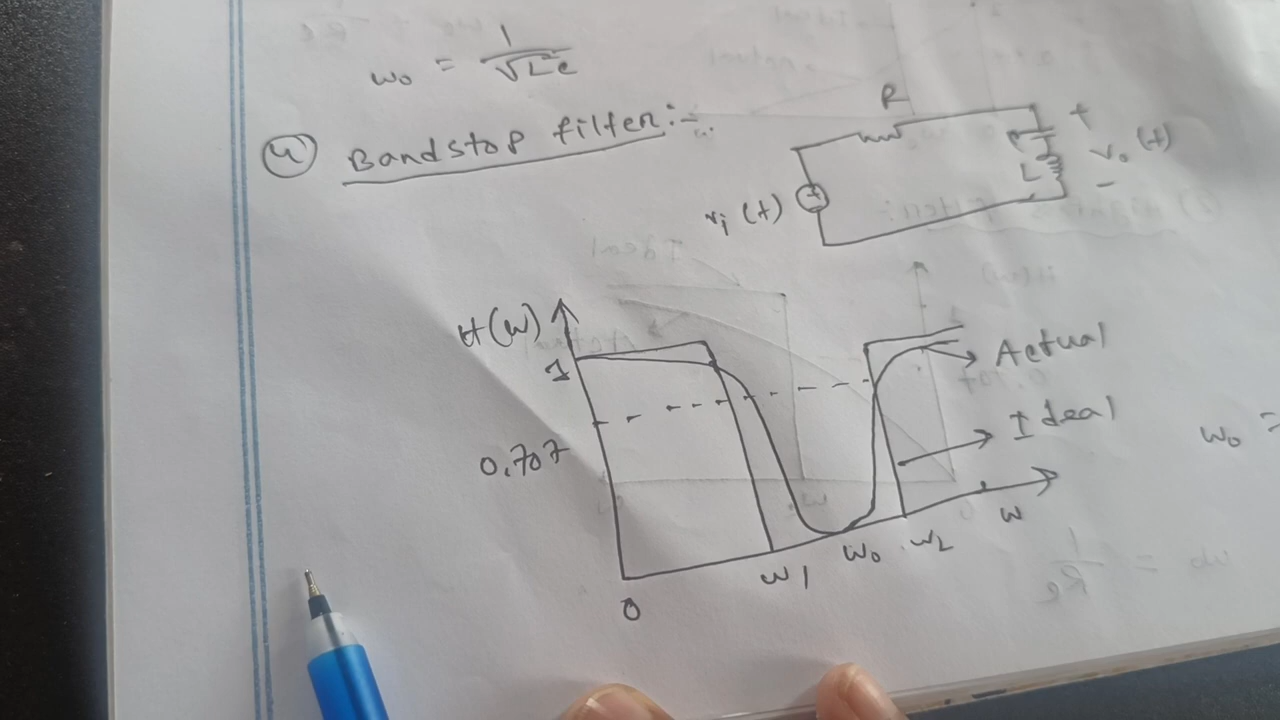 ω₀ = 1/√LC
④ Bandstop filter:-
R
+
L
v₀(t)
-
vᵢ(t)
+
H(ω)
1
Actual
Ideal
0.707
ω₀ =
ω
ω₂
ω₀
ω1
0